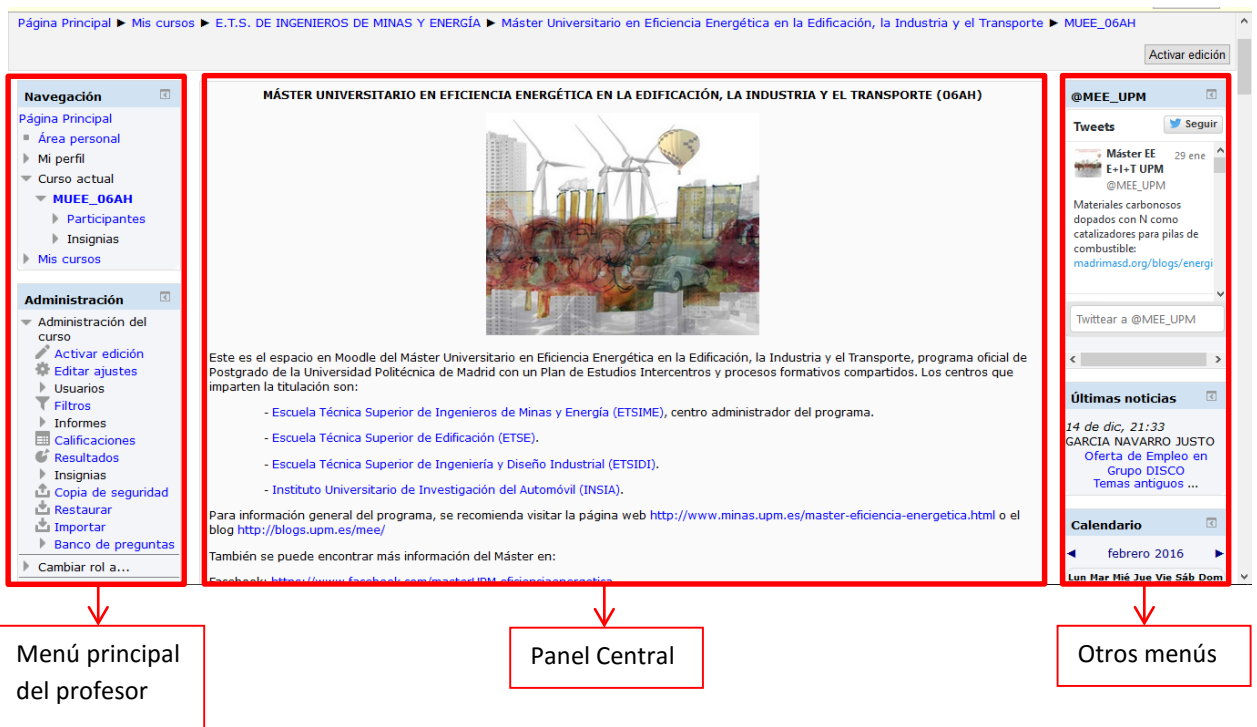 Página Principal ► Mis cursos ► E.T.S. DE INGENIEROS DE MINAS Y ENERGÍA ► Máster Universitario en Eficiencia Energética en la Edificación, la Industria y el Transporte ► MUEE_06AH
Activar edición
Navegación
Página Principal
Área personal
Mi perfil
Curso actual
MUEE_06AH
Participantes
Insignias
Mis cursos
Administración
Administración del
curso
Activar edición
Editar ajustes
Usuarios
Filtros
Informes
Calificaciones
Resultados
Insignias
Copia de seguridad
Restaurar
Importar
Banco de preguntas
Cambiar rol a...
MÁSTER UNIVERSITARIO EN EFICIENCIA ENERGÉTICA EN LA EDIFICACIÓN, LA INDUSTRIA Y EL TRANSPORTE (06AH)
Este es el espacio en Moodle del Máster Universitario en Eficiencia Energética en la Edificación, la Industria y el Transporte, programa oficial de
Postgrado de la Universidad Politécnica de Madrid con un Plan de Estudios Intercentros y procesos formativos compartidos. Los centros que
imparten la titulación son:
- Escuela Técnica Superior de Ingenieros de Minas y Energía (ETSIME), centro administrador del programa.
- Escuela Técnica Superior de Edificación (ETSE).
- Escuela Técnica Superior de Ingeniería y Diseño Industrial (ETSIDI).
- Instituto Universitario de Investigación del Automóvil (INSIA).
Para información general del programa, se recomienda visitar la página web http://www.minas.upm.es/master-eficiencia-energetica.html o el
blog http://blogs.upm.es/mee/
También se puede encontrar más información del Máster en:
Facebook: https://www.facebook.com/masterUPM.eficienciaenergetica
@MEE_UPM
Tweets
Seguir
Máster EE 29 ene
E+I+T UPM
@MEE_UPM
Materiales carbonosos
dopados con N como
catalizadores para pilas de
combustible:
madrimasd.org/blogs/energi
Twittear a @MEE_UPM
Últimas noticias
14 de dic, 21:33
GARCIA NAVARRO JUSTO
Oferta de Empleo en
Grupo DISCO
Temas antiguos ...
Calendario
◄ febrero 2016 ►
Lun Mar Mié Jue Vie Sáb Dom
Menú principal
del profesor
Panel Central
Otros menús